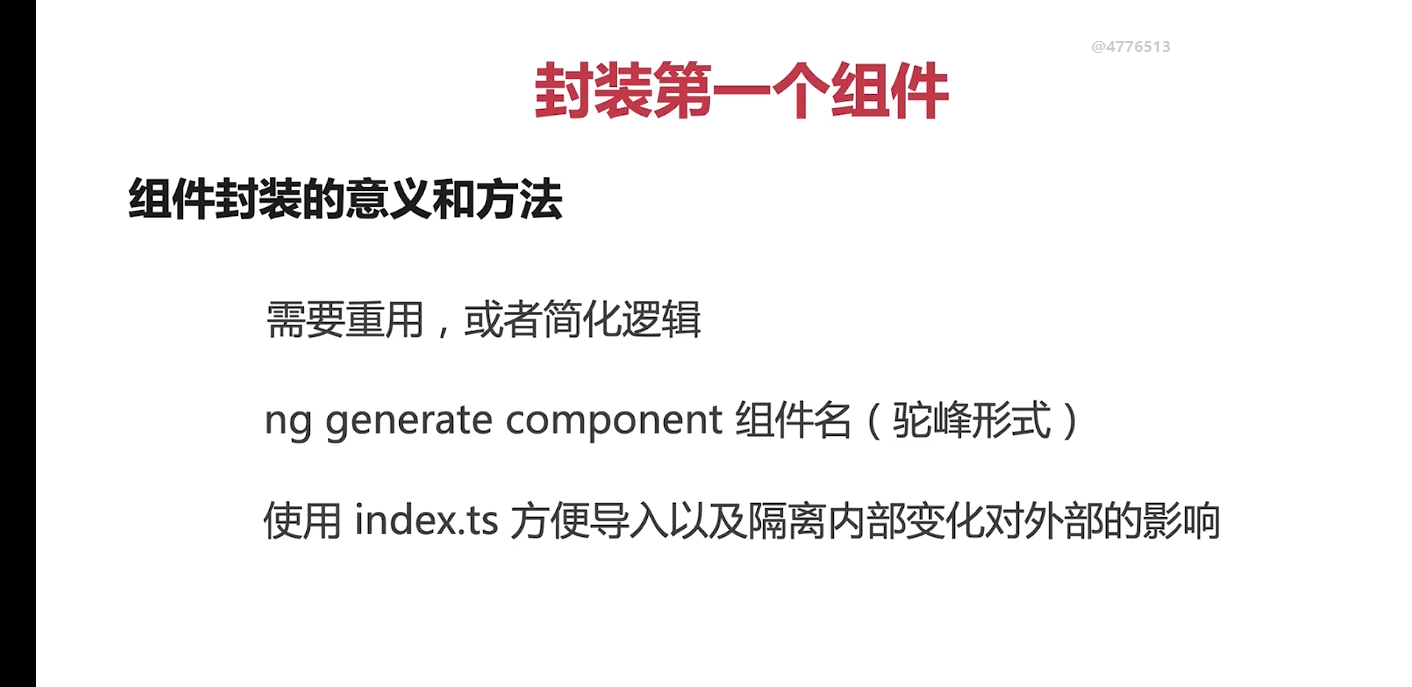 @4776513
封装第一个组件
组件封装的意义和方法
需要重用，或者简化逻辑
ng generate component 组件名（驼峰形式）
使用 index.ts 方便导入以及隔离内部变化对外部的影响